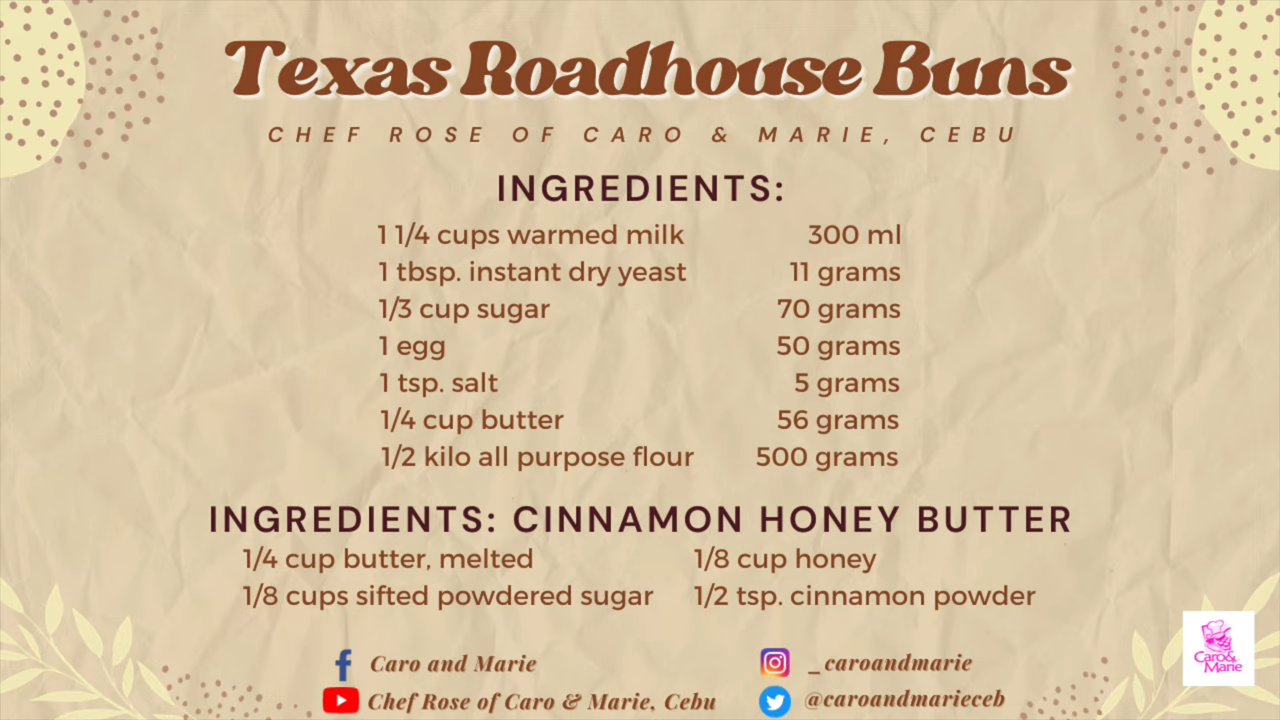 Texas Roadhouse Buns
CHEF ROSE OF CARO & MARIE, CEBU
INGREDIENTS:
1 1/4 cups warmed milk 300 ml
1 tbsp. instant dry yeast 11 grams
1/3 cup sugar 70 grams
1 egg 50 grams
1 tsp. salt 5 grams
1/4 cup butter 56 grams
1/2 kilo all purpose flour 500 grams
INGREDIENTS: CINNAMON HONEY BUTTER
1/4 cup butter, melted 1/8 cup honey
1/8 cups sifted powdered sugar 1/2 tsp. cinnamon powder
Caro and Marie _caroandmarie
Chef Rose of Caro & Marie, Cebu @caroandmarieceb
Caro&
Marie